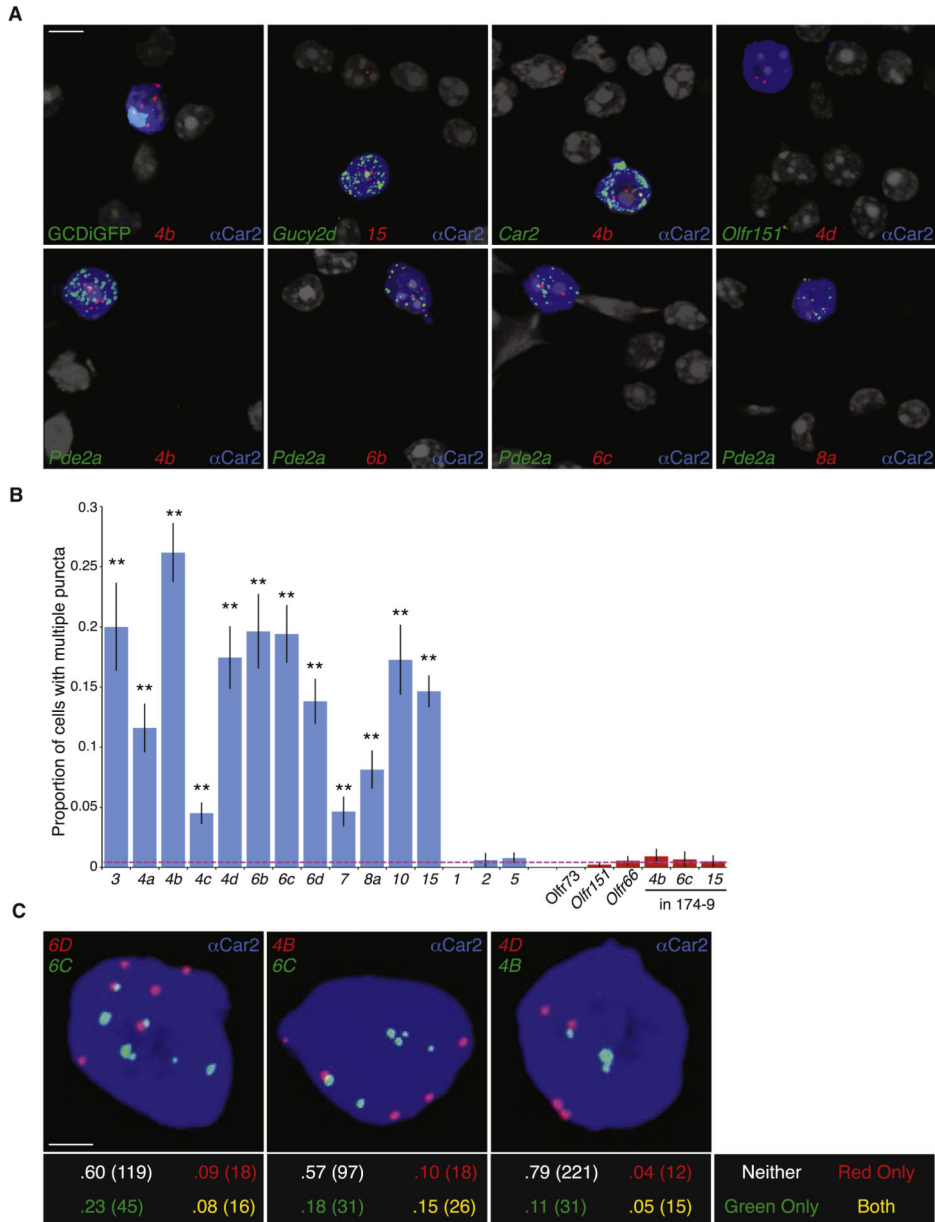 A
GCDiGFP 4b αCar2
Gucy2d 15 αCar2
Car2 4b αCar2
Olfr151 4d αCar2
Pde2a 4b αCar2
Pde2a 6b αCar2
Pde2a 6c αCar2
Pde2a 8a αCar2
B
Proportion of cells with multiple puncta
0.3
0.25
0.2
0.15
0.1
0.05
0
** ** ** ** ** ** ** ** ** ** ** **
3 4a 4b 4c 4d 6b 6c 6d 7 8a 10 15 1 2 5 Olfr73 Olfr151 Olfr66 4b 6c 15
in 174-9
C
6D αCar2
6C
4B αCar2
6C
4D αCar2
4B
.60 (119) .09 (18)
.23 (45) .08 (16)
.57 (97) .10 (18)
.18 (31) .15 (26)
.79 (221) .04 (12)
.11 (31) .05 (15)
Neither Red Only
Green Only Both